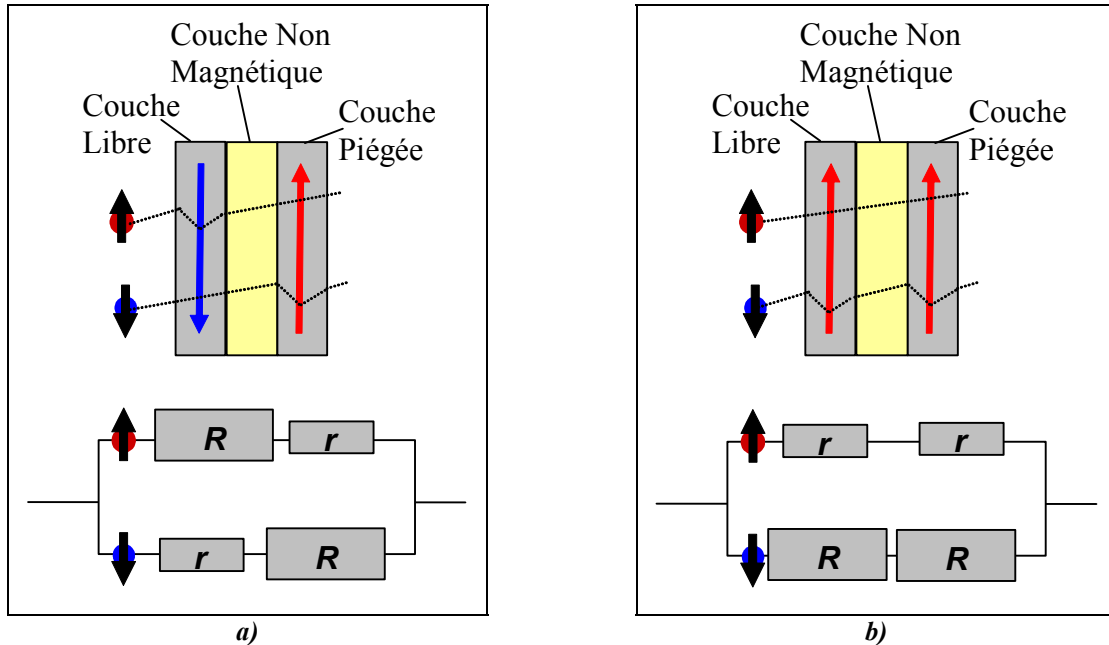 Couche Non
Magnétique
Couche
Libre
Couche
Piégée
R
r
r
R
a)
Couche Non
Magnétique
Couche
Libre
Couche
Piégée
r
r
R
R
b)